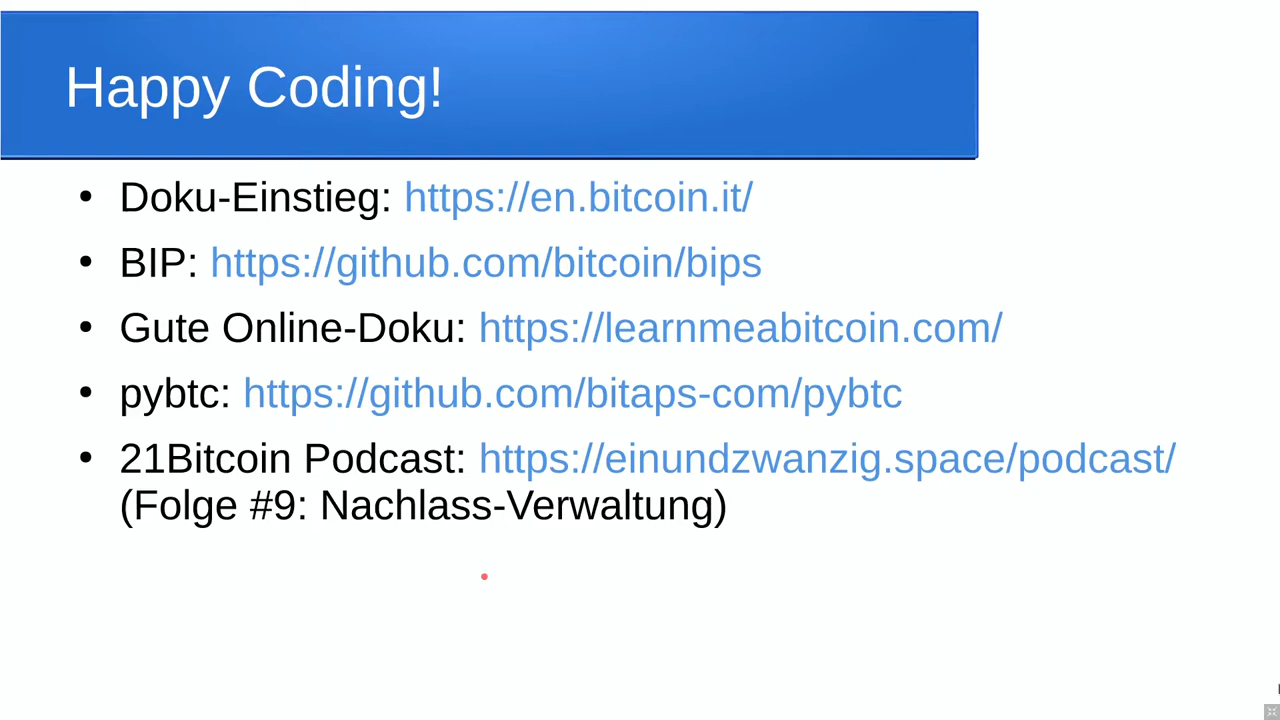 Happy Coding!
• Doku-Einstieg: https://en.bitcoin.it/
• BIP: https://github.com/bitcoin/bips
• Gute Online-Doku: https://learnmeabitcoin.com/
• pybtc: https://github.com/bitaps-com/pybtc
• 21Bitcoin Podcast: https://einundzwanzig.space/podcast/
(Folge #9: Nachlass-Verwaltung)